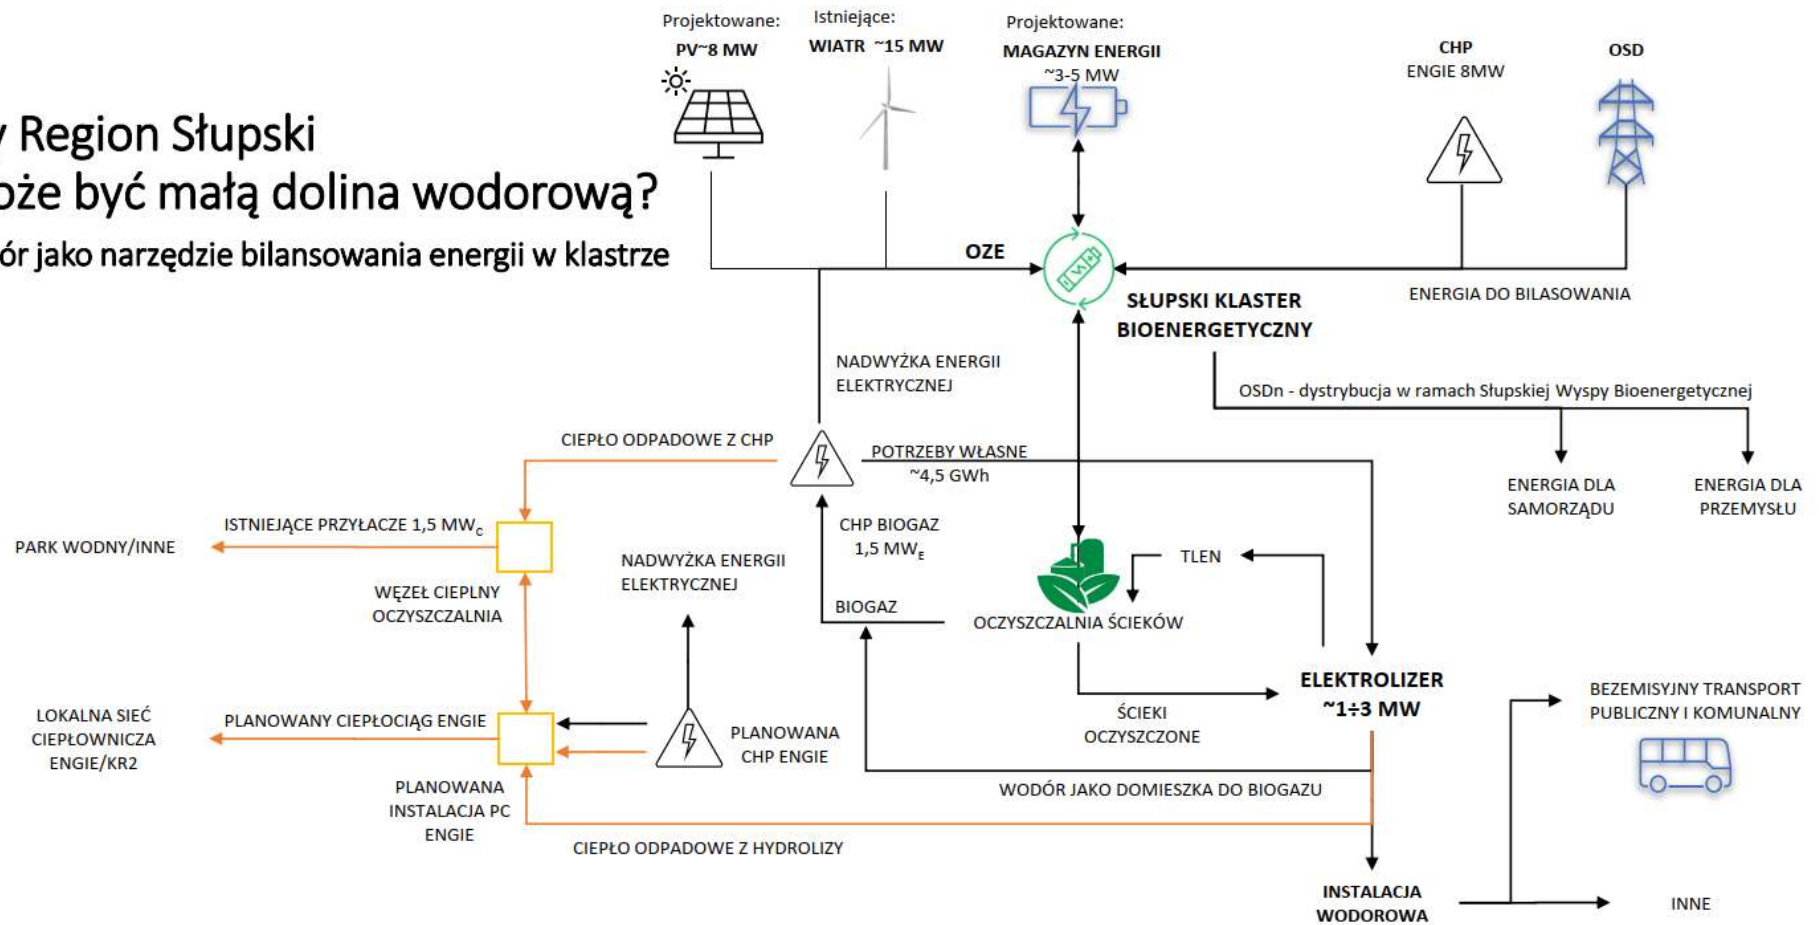 y Region Słupski
oże być małą dolina wodorową?
ór jako narzędzie bilansowania energii w klastrze
Projektowane:
PV~8 MW
Istniejące:
WIATR ~15 MW
Projektowane:
MAGAZYN ENERGII
~3-5 MW
CHP
ENGIE 8MW
OSD
OZE
SŁUPSKI KLASTER
BIOENERGETYCZNY
ENERGIA DO BILASOWANIA
NADWYŻKA ENERGII
ELEKTRYCZNEJ
OSDn - dystrybucja w ramach Słupskiej Wyspy Bioenergetycznej
CIEPŁO ODPADOWE Z CHP
POTRZEBY WŁASNE
~4,5 GWh
ENERGIA DLA
SAMORZĄDU
ENERGIA DLA
PRZEMYSŁU
ISTNIEJĄCE PRZYŁACZE 1,5 MWC
PARK WODNY/INNE
CHP BIOGAZ
1,5 MWE
NADWYŻKA ENERGII
ELEKTRYCZNEJ
TLEN
WĘZEŁ CIEPLNY
OCZYSZCZALNIA
BIOGAZ
OCZYSZCZALNIA ŚCIEKÓW
ELEKTROLIZER
~1÷3 MW
BEZEMISYJNY TRANSPORT
PUBLICZNY I KOMUNALNY
LOKALNA SIEĆ
CIEPŁOWNICZA
ENGIE/KR2
PLANOWANY CIEPŁOCIĄG ENGIE
PLANOWANA
CHP ENGIE
ŚCIEKI
OCZYSZCZONE
PLANOWANA
INSTALACJA PC
ENGIE
WODÓR JAKO DOMIESZKA DO BIOGAZU
CIEPŁO ODPADOWE Z HYDROLIZY
INSTALACJA
WODOROWA
INNE